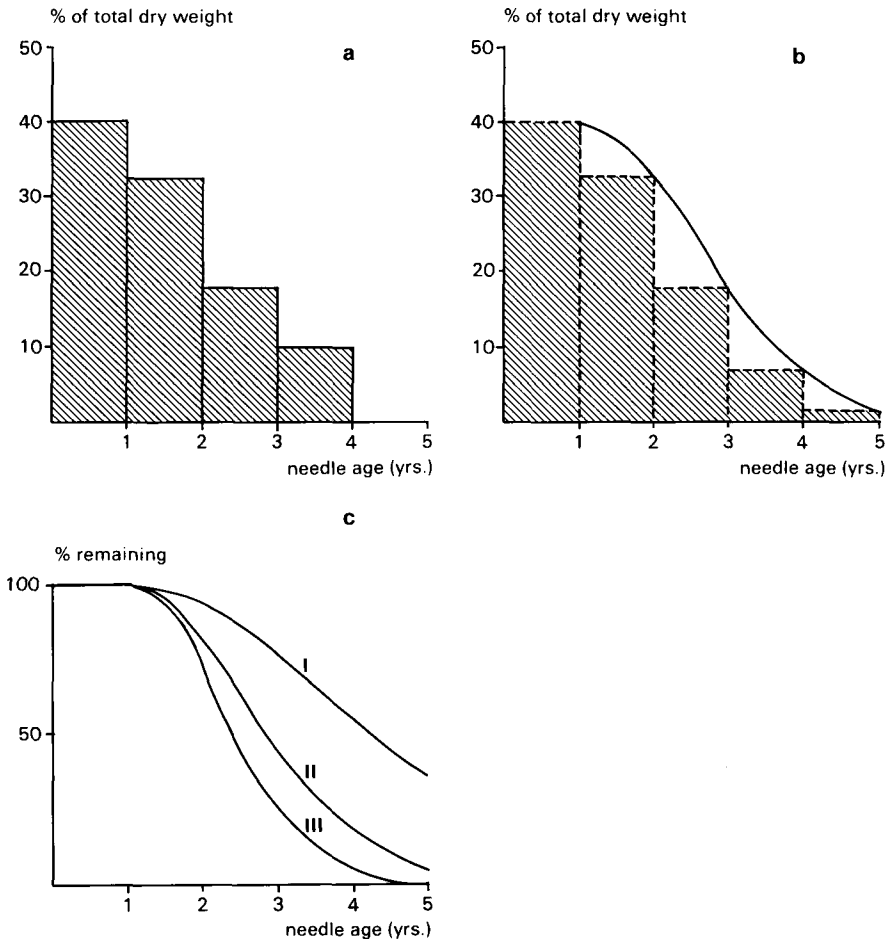 % of total dry weight
a
50
40
30
20
10
1 2 3 4 5
needle age (yrs.)
% of total dry weight
b
50
40
30
20
10
1 2 3 4 5
needle age (yrs.)
c
% remaining
100
50
I
II
III
1 2 3 4 5
needle age (yrs.)